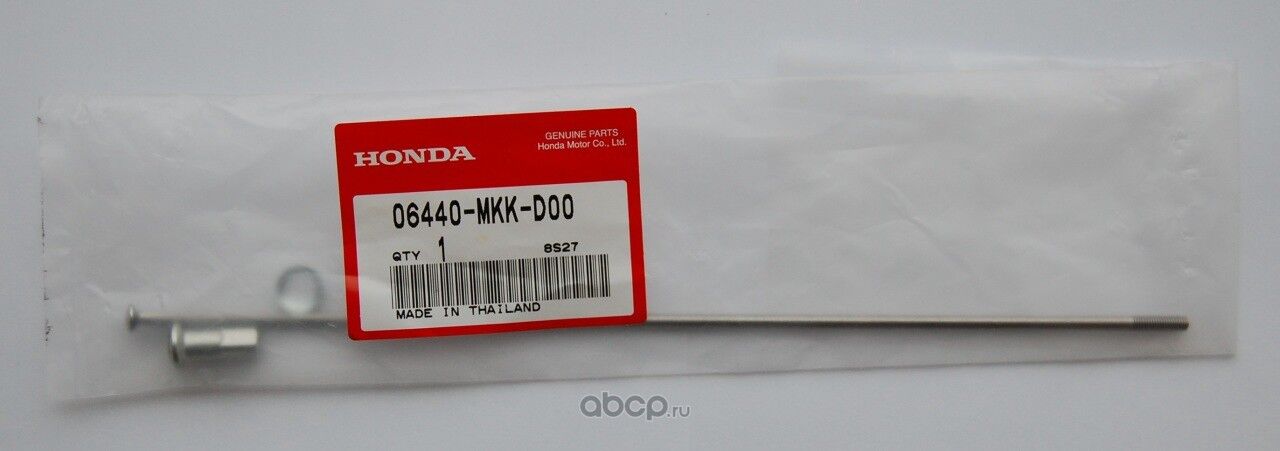 GENUINE PARTS
HONDA
Honda Motor Co., Ltd.
06440-MKK-D00
QTY 1 8S27
MADE IN THAILAND
abcp.ru